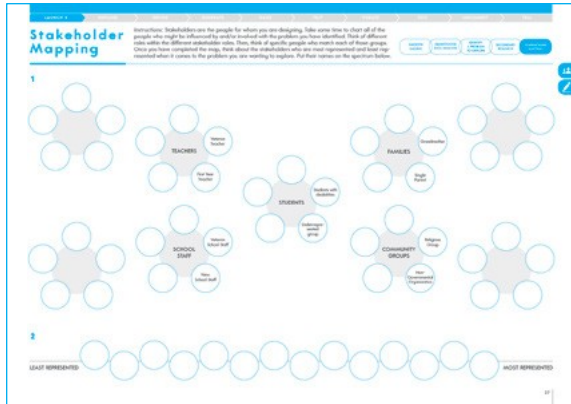 Stakeholder
Mapping
Instructions: Stakeholders are the people for whom you are designing. Take some time to chart all of the
people who might be influenced by and/or involved with the problem you have identified. Think of different
roles within the different stakeholder roles. Then, think of specific people who match each of those groups.
Once you have completed the map, think about the stakeholders who are most represented and least rep-
resented when it comes to the problem you are wanting to explore. Put their names on the spectrum below.
1
TEACHERS
Veteran
Teacher
First Year
Teacher
FAMILIES
Grandmother
Single
Parent
STUDENTS
Students with
disabilities
Underrepre-
sented
group
SCHOOL
STAFF
Veteran
School Staff
New
School Staff
COMMUNITY
GROUPS
Religious
Group
Non-
Governmental
Organization
2
LEAST REPRESENTED
MOST REPRESENTED